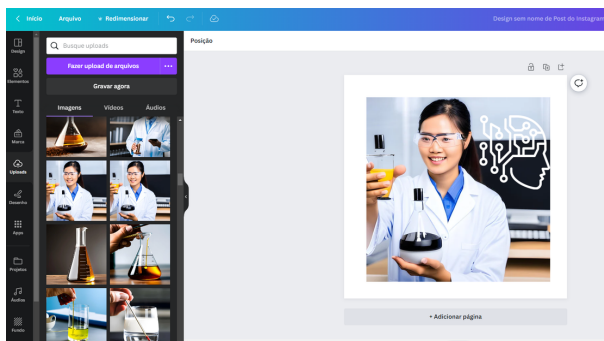 Início Arquivo Redimensionar Design sem nome de Post do Instagram
Design
Elementos
Texto
Marca
Uploads
Desenho
Apps
Projetos
Áudios
Fundo
Busque uploads
Fazer upload de arquivos
Gravar agora
Imagens Vídeos Áudios
Posição
+ Adicionar página